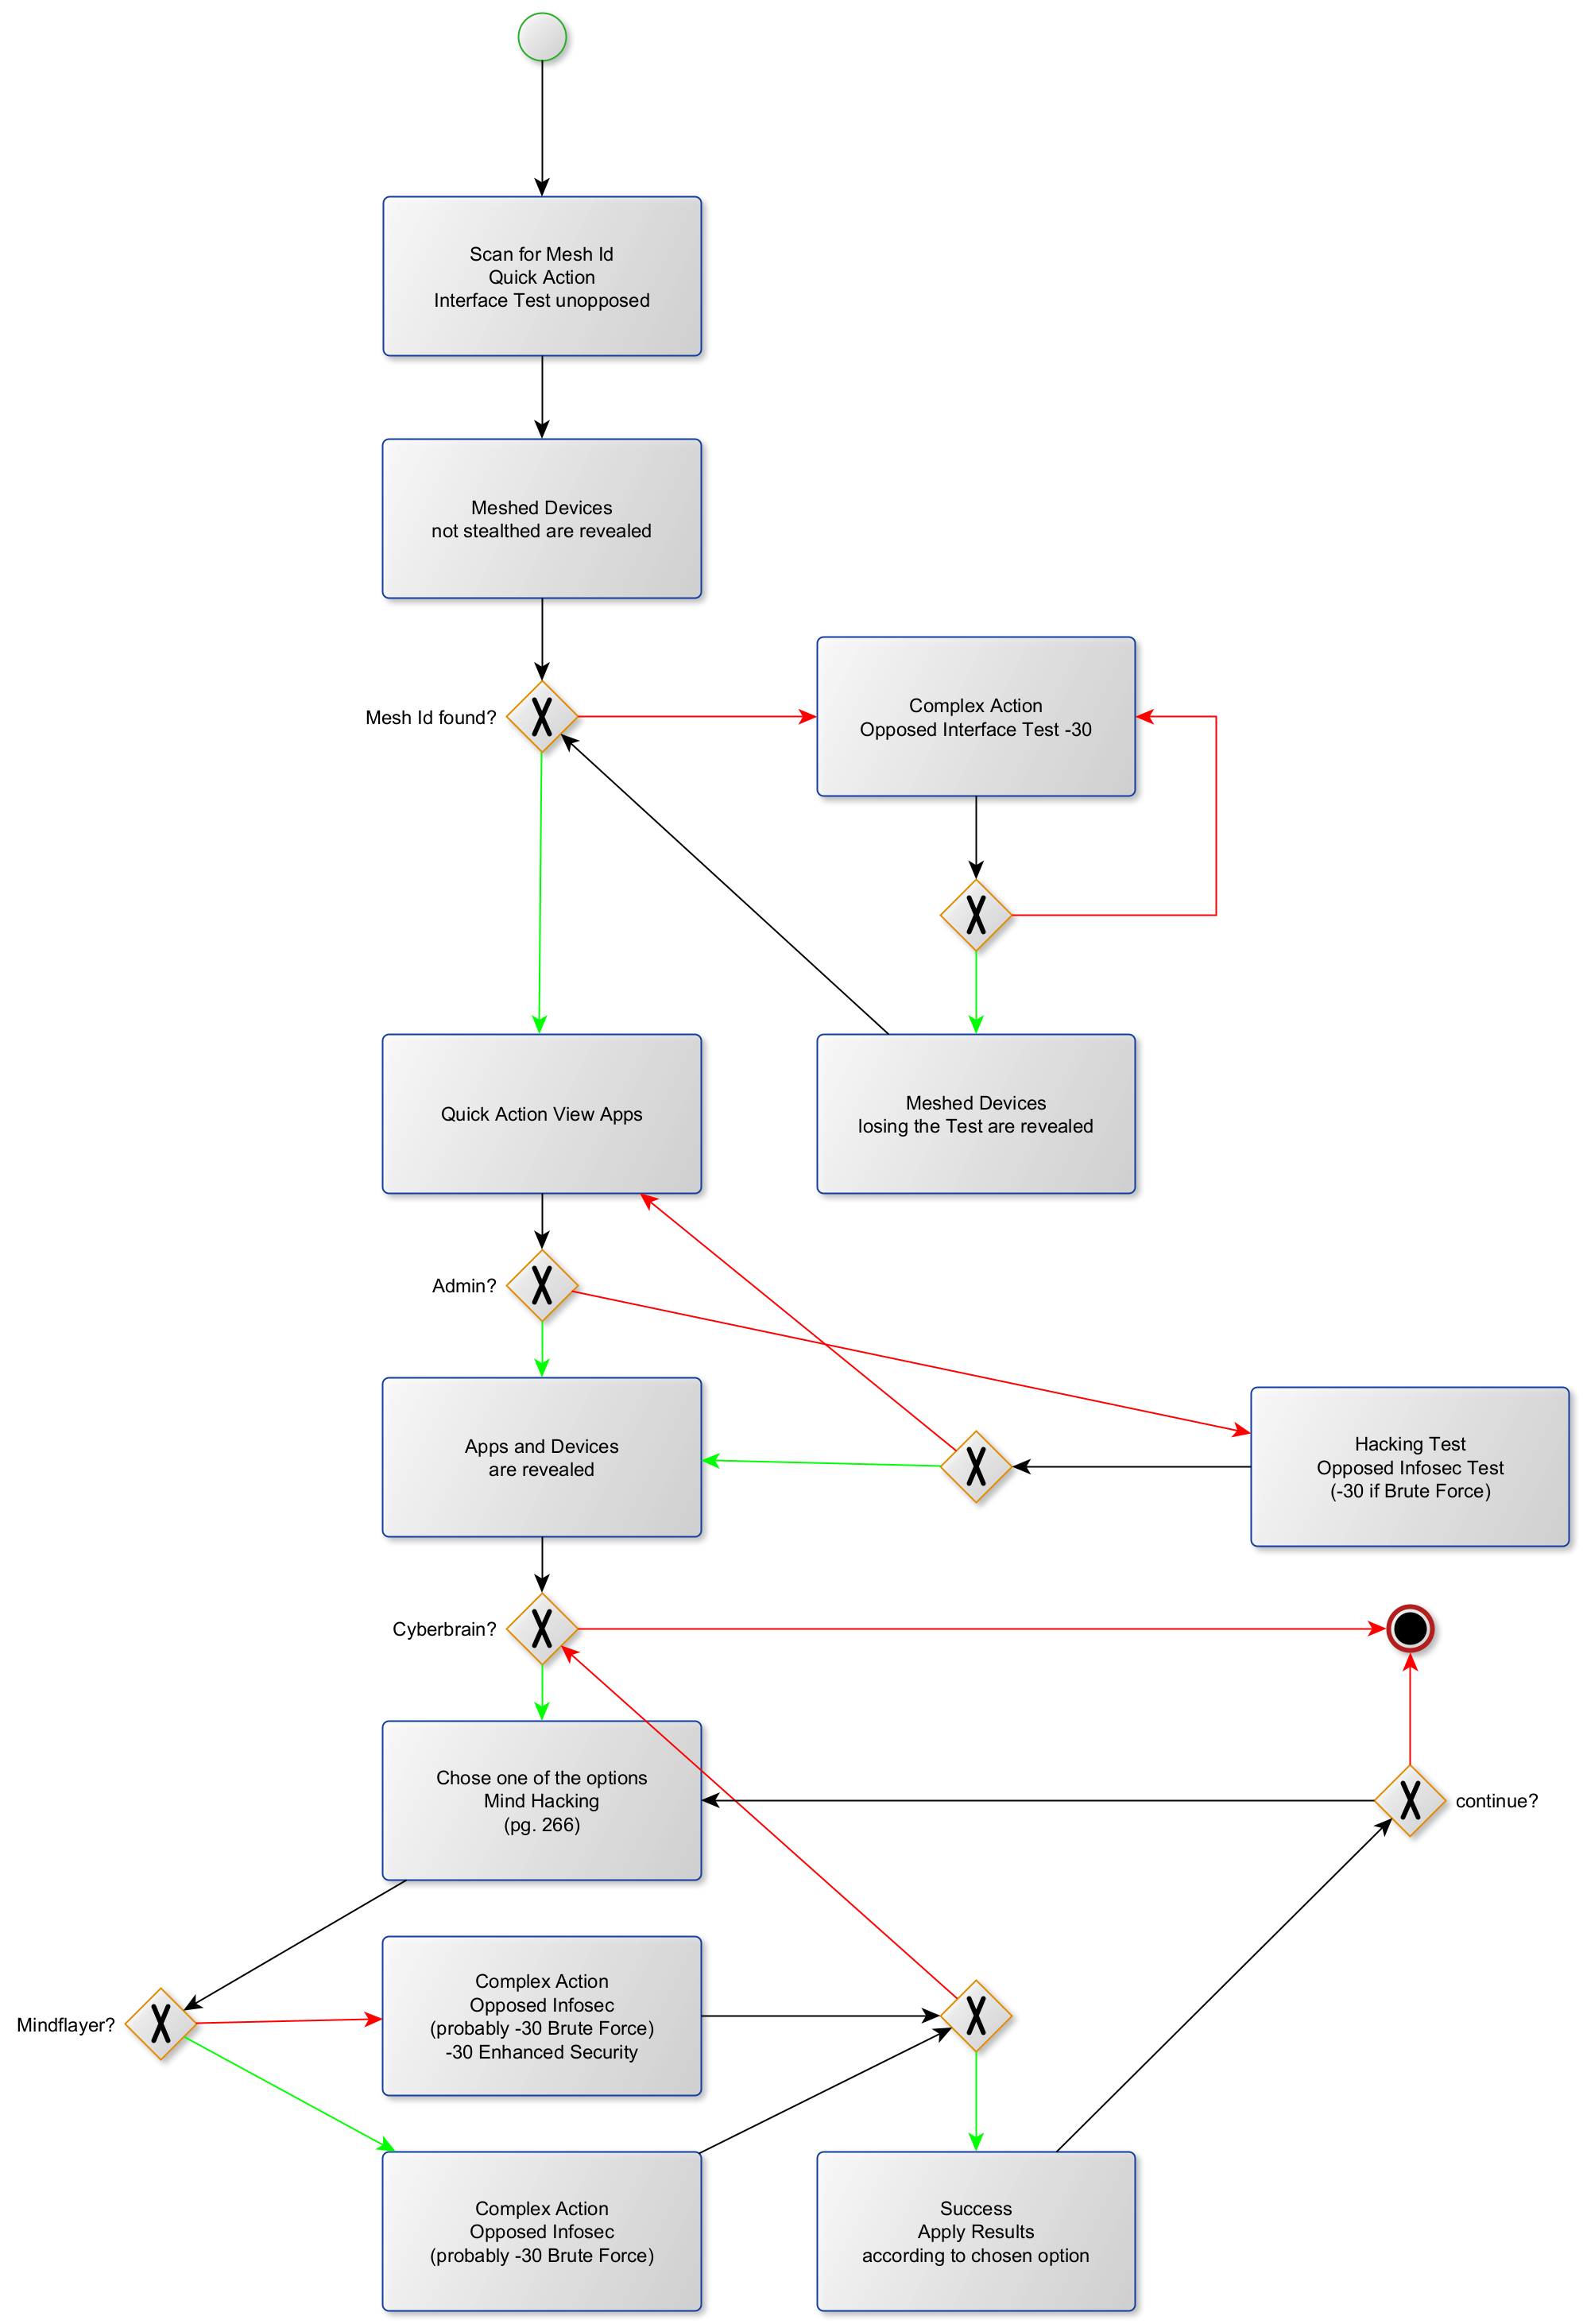 Scan for Mesh Id
Quick Action
Interface Test unopposed
Meshed Devices
not stealthed are revealed
Mesh Id found?
Complex Action
Opposed Interface Test -30
Quick Action View Apps
Meshed Devices
losing the Test are revealed
Admin?
Apps and Devices
are revealed
Hacking Test
Opposed Infosec Test
(-30 if Brute Force)
Cyberbrain?
Chose one of the options
Mind Hacking
(pg. 266)
continue?
Mindflayer?
Complex Action
Opposed Infosec
(probably -30 Brute Force)
-30 Enhanced Security
Complex Action
Opposed Infosec
(probably -30 Brute Force)
Success
Apply Results
according to chosen option